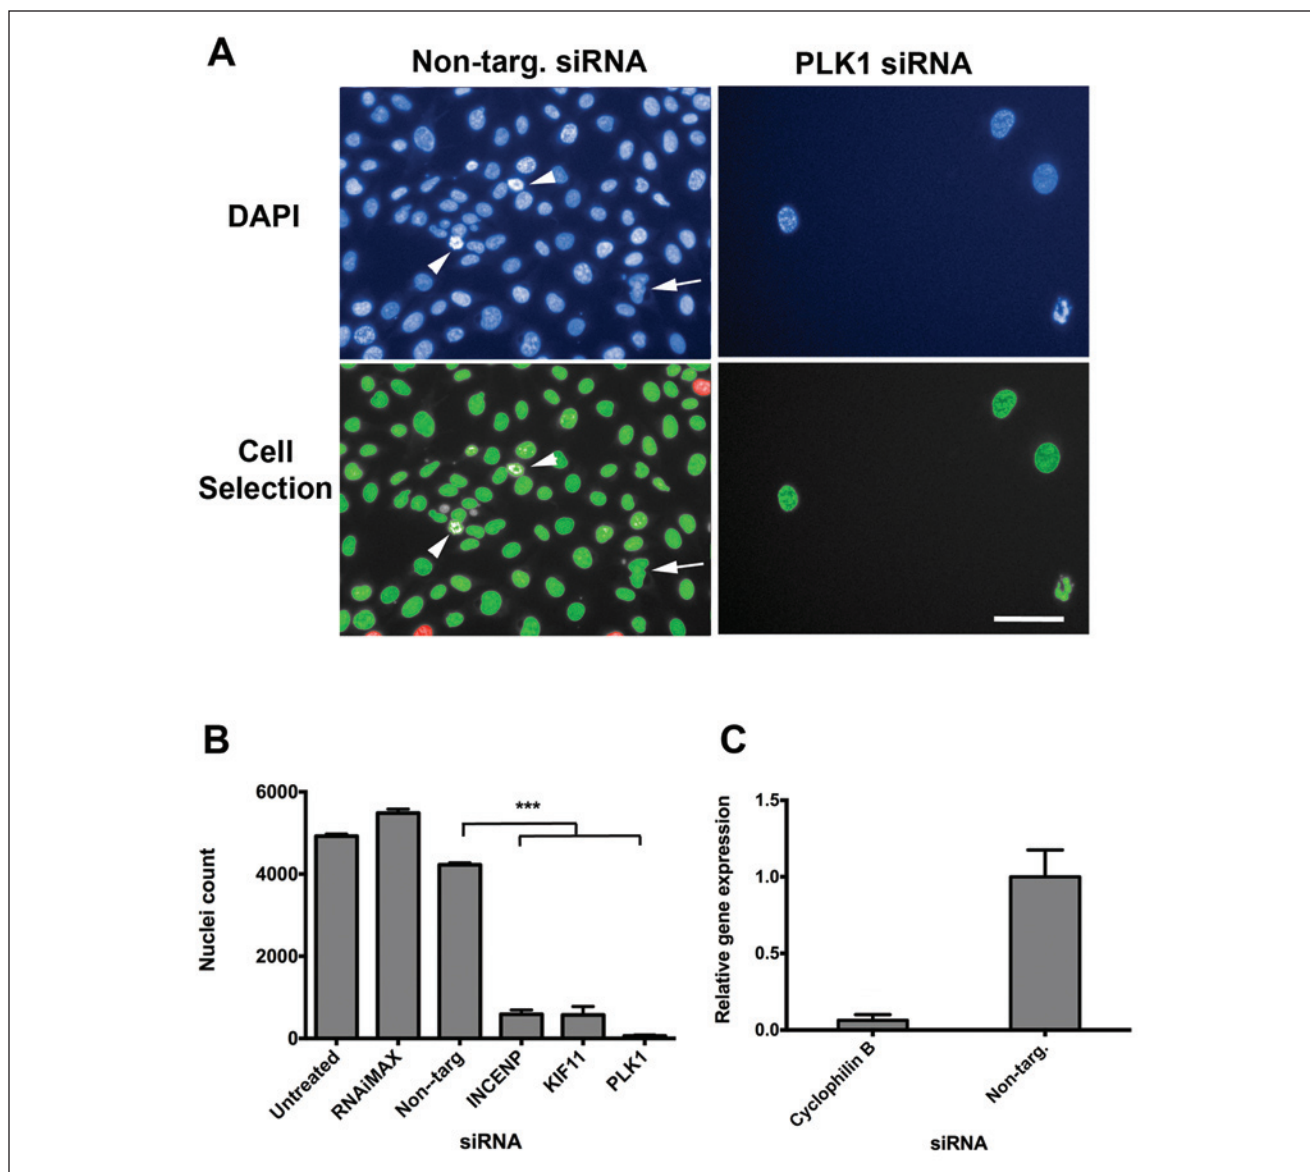 A
Non-targ. siRNA
PLK1 siRNA
DAPI
Cell
Selection
B
Nuclei count
6000
4000
2000
0
***
Untreated
RNAiMAX
Non--targ
INCENP
KIF11
PLK1
siRNA
C
Relative gene expression
1.5
1.0
0.5
0.0
Cyclophilin B
Non-targ.
siRNA